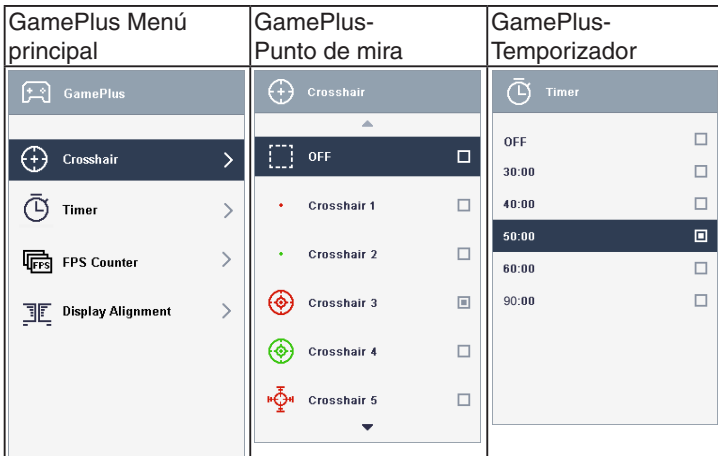 GamePlus Menú
principal
GamePlus
Crosshair
Timer
FPS
FPS Counter
Display Alignment
GamePlus-
Punto de mira
Crosshair
OFF
Crosshair 1
Crosshair 2
Crosshair 3
Crosshair 4
Crosshair 5
GamePlus-
Temporizador
Timer
OFF
30:00
40:00
50:00
60:00
90:00